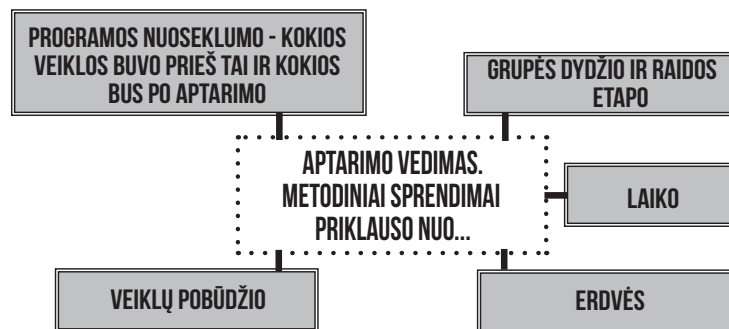 PROGRAMOS NUOSEKLUMO - KOKIOS
VEIKLOS BUVO PRIEŠ TAI IR KOKIOS
BUS PO APTARIMO
GRUPĖS DYDŽIO IR RAIDOS
ETAPO
APTARIMO VEDIMAS.
METODINIAI SPRENDIMAI
PRIKLAUSO NUO...
LAIKO
VEIKLŲ POBŪDŽIO
ERDVĖS